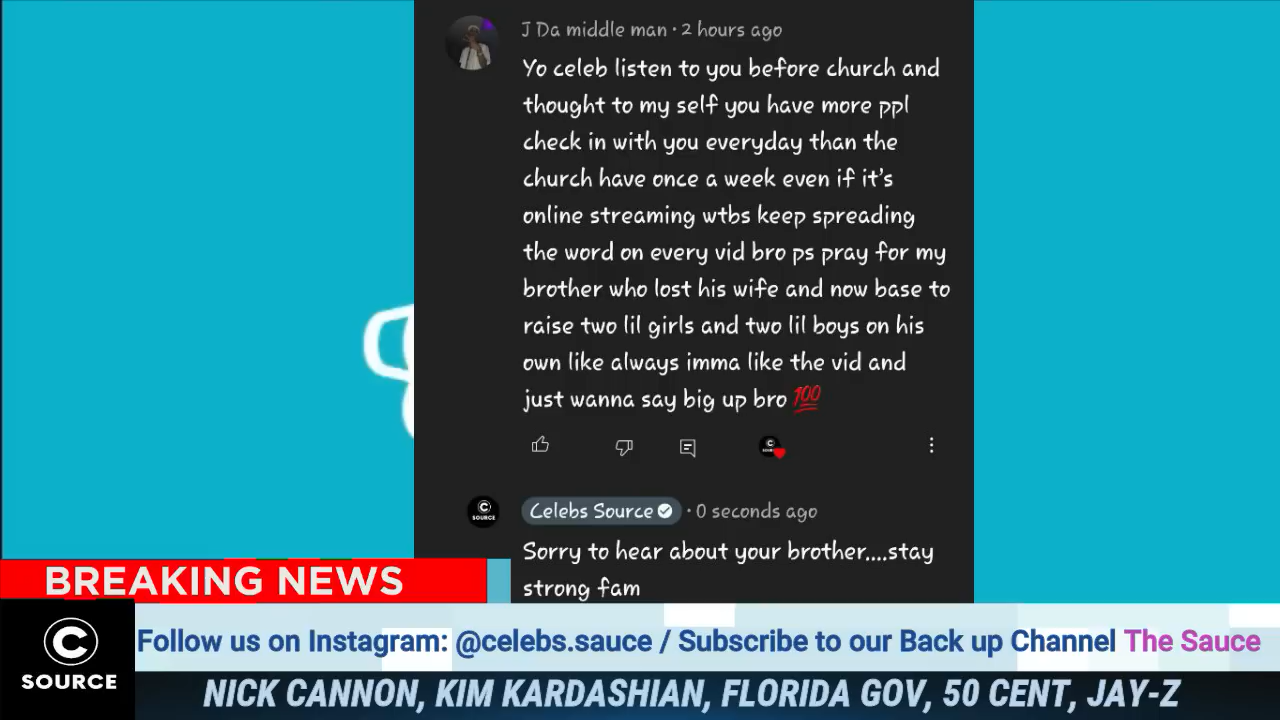 J Da middle man · 2 hours ago
Yo celeb listen to you before church and
thought to my self you have more ppl
check in with you everyday than the
church have once a week even if it's
online streaming wtbs keep spreading
the word on every vid bro ps pray for my
brother who lost his wife and now base to
raise two lil girls and two lil boys on his
own like always imma like the vid and
just wanna say big up bro 💯
Celebs Source · 0 seconds ago
C
SOURCE
Sorry to hear about your brother....stay
strong fam
BREAKING NEWS
C
SOURCE
Follow us on Instagram: @celebs.sauce / Subscribe to our Back up Channel The Sauce
NICK CANNON, KIM KARDASHIAN, FLORIDA GOV, 50 CENT, JAY-Z